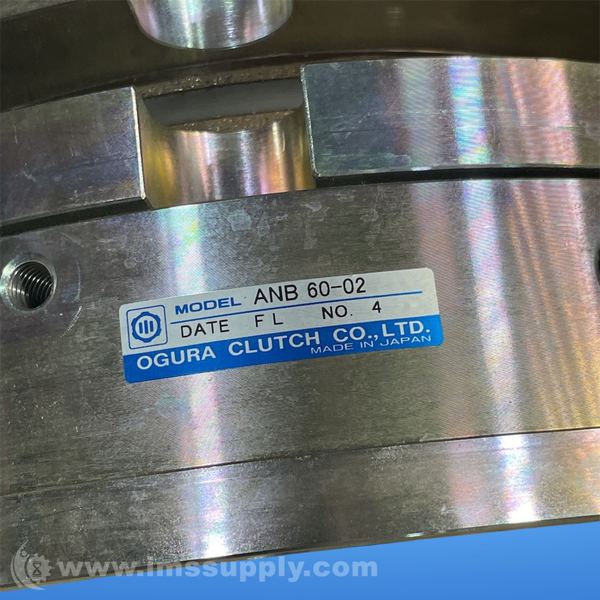 MODEL ANB 60-02
DATE FL NO. 4
OGURA CLUTCH CO.,LTD.
MADE IN JAPAN
www.imssupply.com